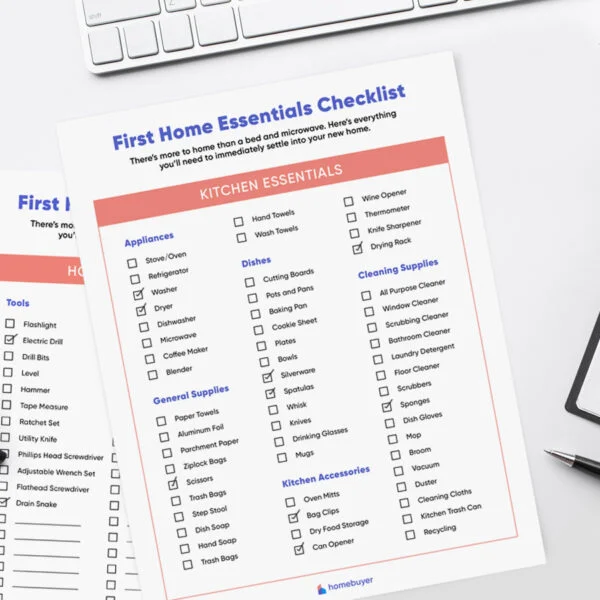 First Home Essentials Checklist
There's more to home than a bed and microwave. Here's everything
you'll need to immediately settle into your new home.
KITCHEN ESSENTIALS
Appliances
Stove/Oven
Refrigerator
Washer
Dryer
Dishwasher
Microwave
Coffee Maker
Blender
General Supplies
Paper Towels
Aluminum Foil
Parchment Paper
Ziplock Bags
Scissors
Trash Bags
Step Stool
Dish Soap
Hand Soap
Trash Bags
Hand Towels
Wash Towels
Dishes
Cutting Boards
Pots and Pans
Baking Pan
Cookie Sheet
Plates
Bowls
Silverware
Spatulas
Whisk
Knives
Drinking Glasses
Mugs
Kitchen Accessories
Oven Mitts
Bag Clips
Dry Food Storage
Can Opener
Wine Opener
Thermometer
Knife Sharpener
Drying Rack
Cleaning Supplies
All Purpose Cleaner
Window Cleaner
Scrubbing Cleaner
Bathroom Cleaner
Laundry Detergent
Floor Cleaner
Scrubbers
Sponges
Dish Gloves
Mop
Broom
Vacuum
Duster
Cleaning Cloths
Kitchen Trash Can
Recycling
homebuyer
First H
There's mo
you'
HO
Tools
Flashlight
Electric Drill
Drill Bits
Level
Hammer
Tape Measure
Ratchet Set
Utility Knife
Phillips Head Screwdriver
Adjustable Wrench Set
Flathead Screwdriver
Drain Snake